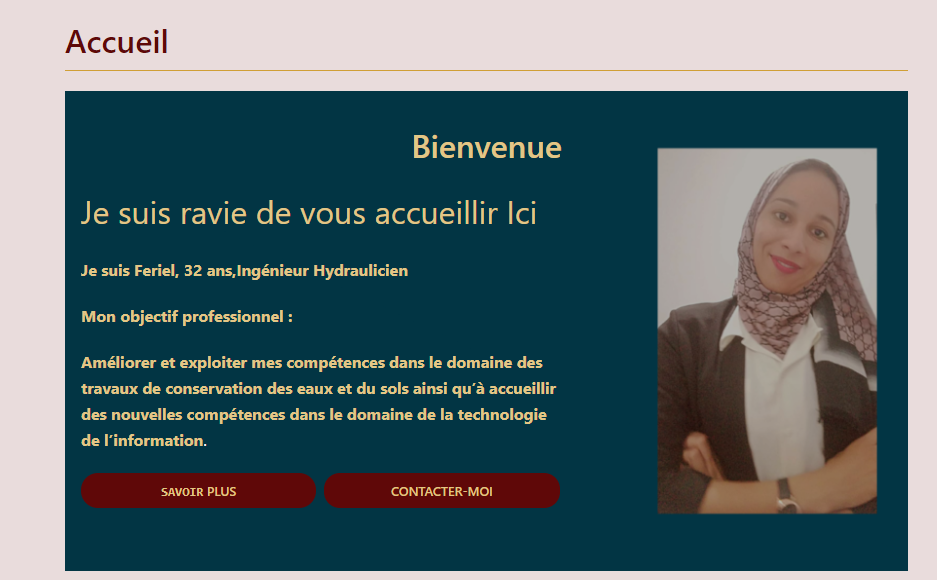 Accueil
Bienvenue
Je suis ravie de vous accueillir Ici
Je suis Feriel, 32 ans,Ingénieur Hydraulicien
Mon objectif professionnel :
Améliorer et exploiter mes compétences dans le domaine des
travaux de conservation des eaux et du sols ainsi qu’à accueillir
des nouvelles compétences dans le domaine de la technologie
de l’information.
SAVOIR PLUS
CONTACTER-MOI